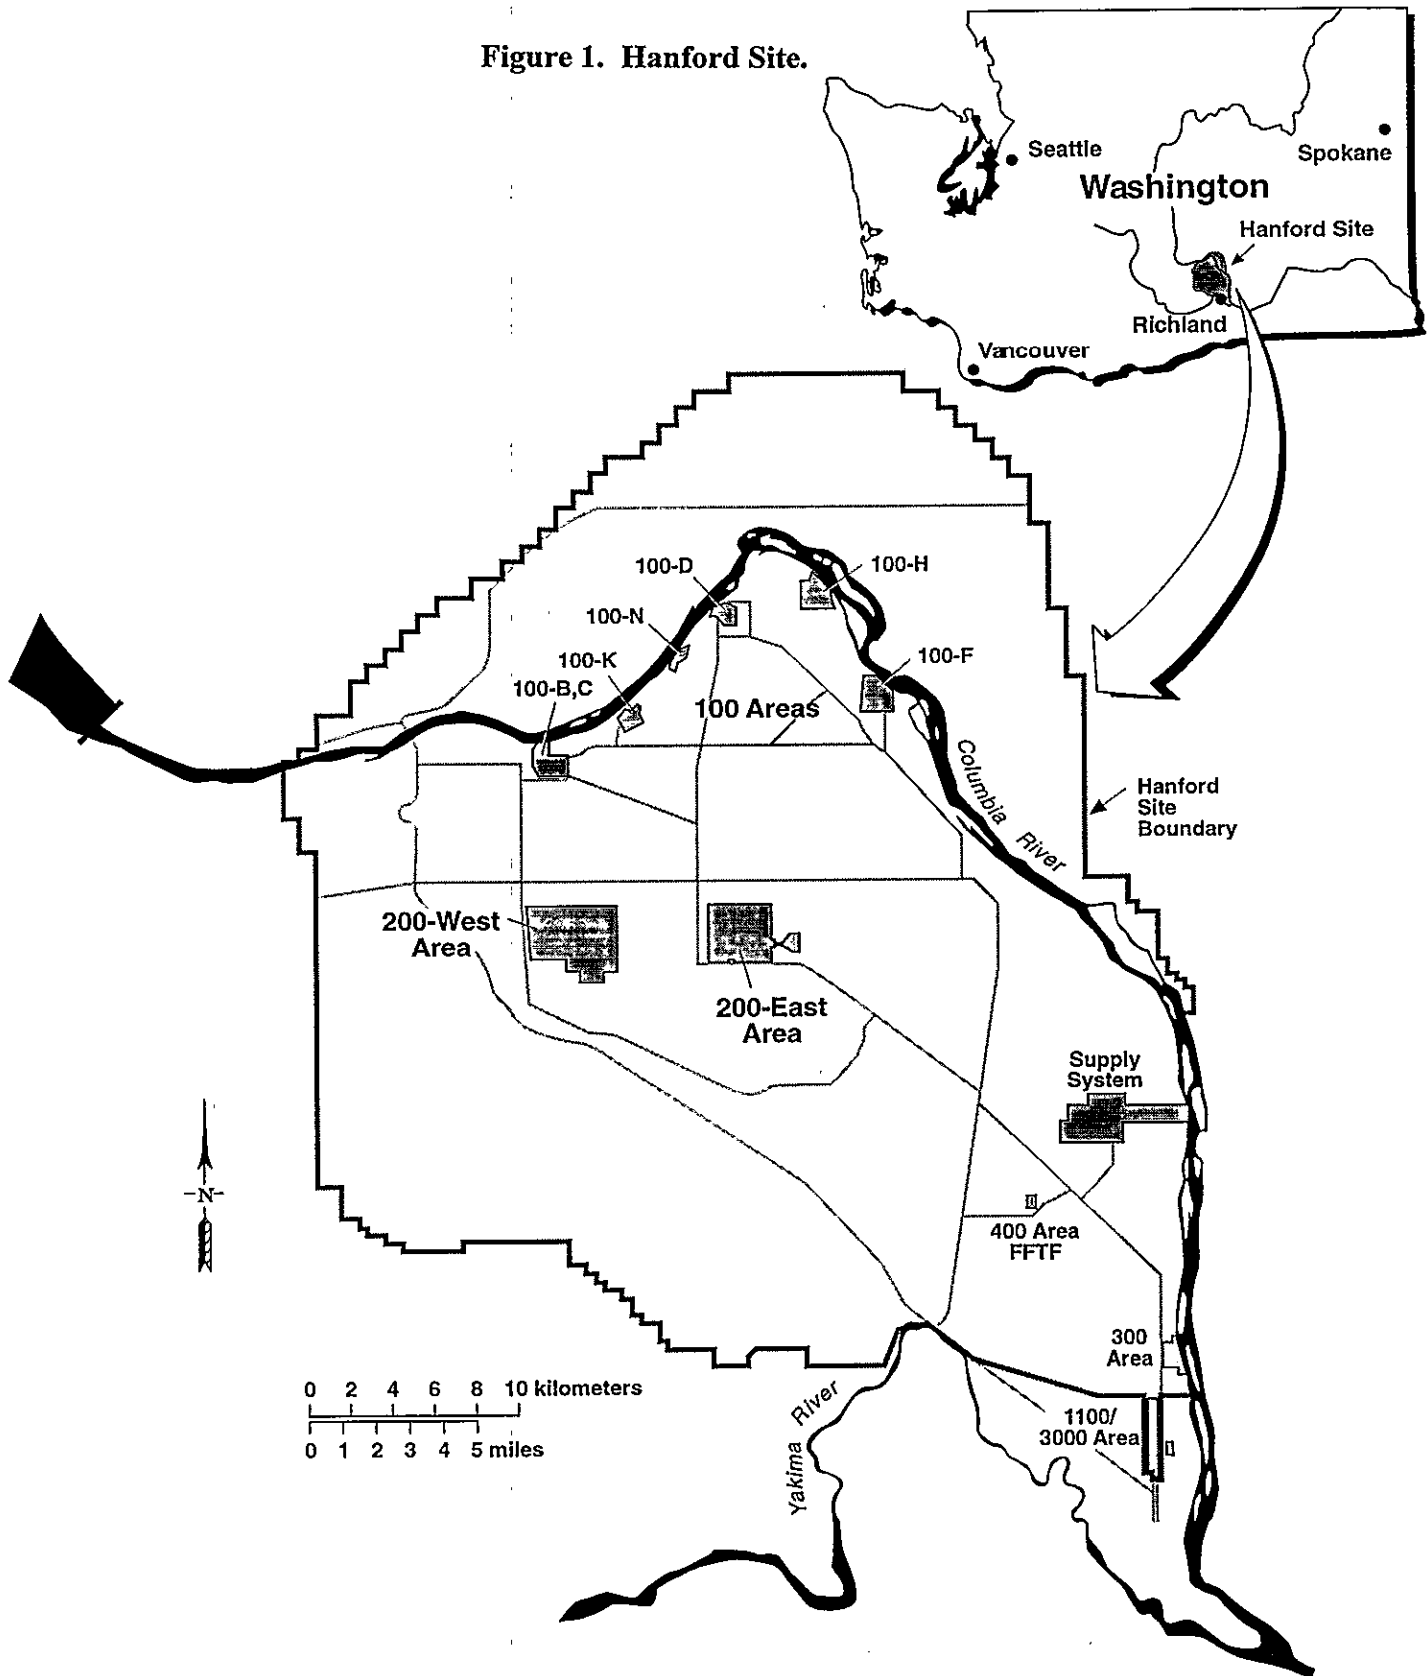 Figure 1. Hanford Site.
Seattle
Spokane
Washington
Hanford Site
Richland
Vancouver
100-D
100-H
100-N
100-K
100-F
100-B,C
100 Areas
Columbia River
Hanford
Site
Boundary
200-West
Area
200-East
Area
Supply
System
-N-
400 Area
FFTF
300
Area
0 2 4 6 8 10 kilometers
0 1 2 3 4 5 miles
Yakima River
1100/
3000 Area